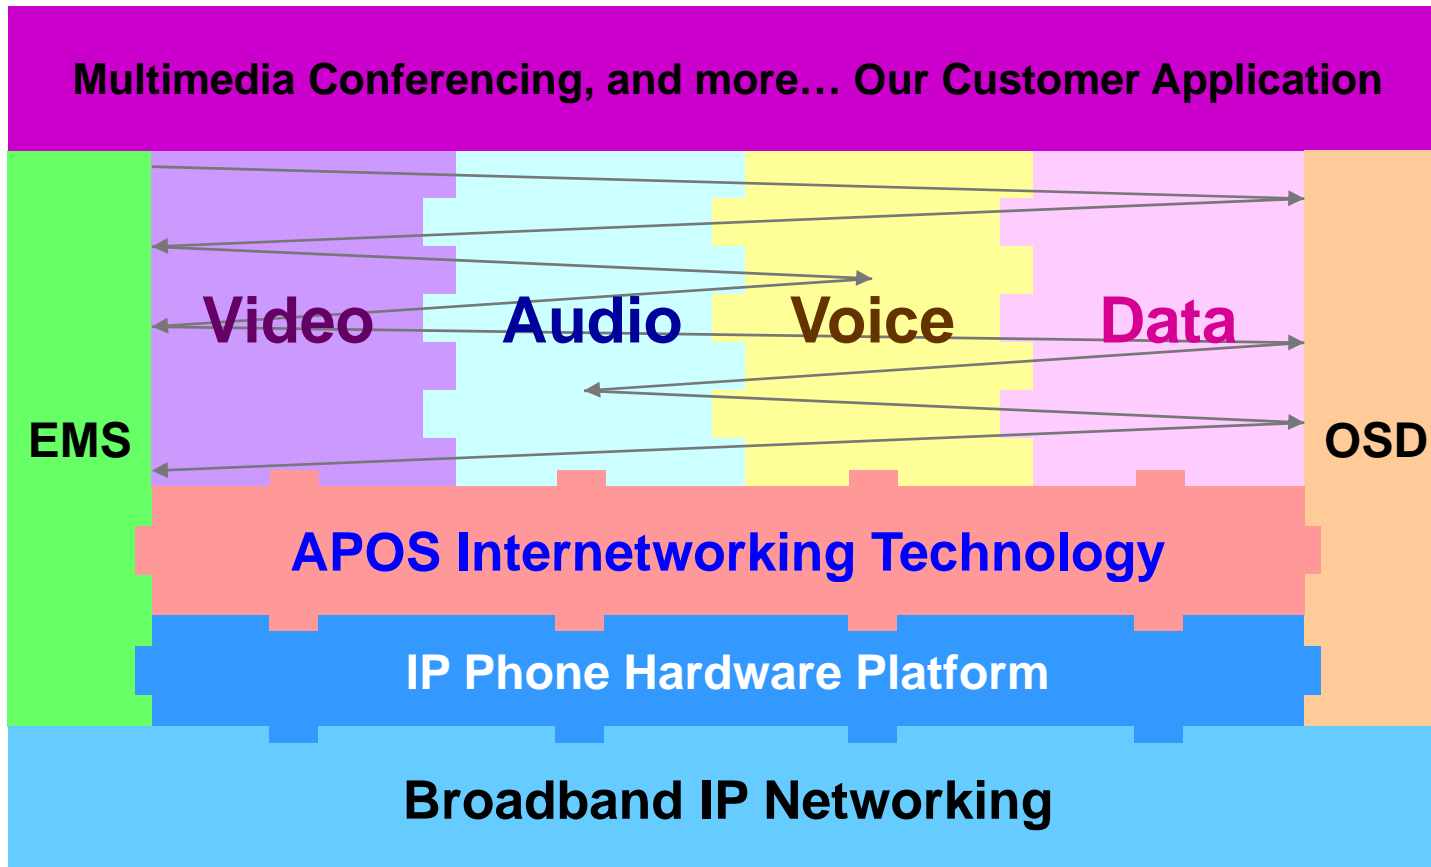 Multimedia Conferencing, and more… Our Customer Application
Video
Audio
Voice
Data
EMS
OSD
APOS Internetworking Technology
IP Phone Hardware Platform
Broadband IP Networking